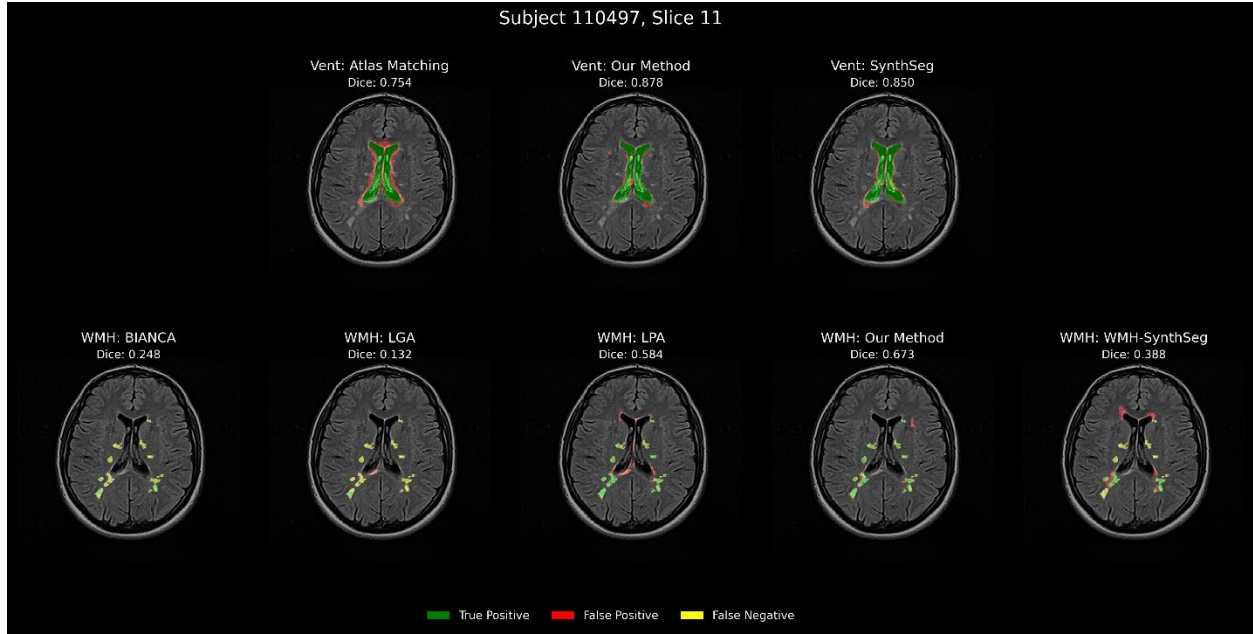 Subject 110497, Slice 11
Vent: Atlas Matching
Dice: 0.754
Vent: Our Method
Dice: 0.878
Vent: SynthSeg
Dice: 0.850
WMH: BIANCA
Dice: 0.248
WMH: LGA
Dice: 0.132
WMH: LPA
Dice: 0.584
WMH: Our Method
Dice: 0.673
WMH: WMH-SynthSeg
Dice: 0.388
True Positive
False Positive
False Negative